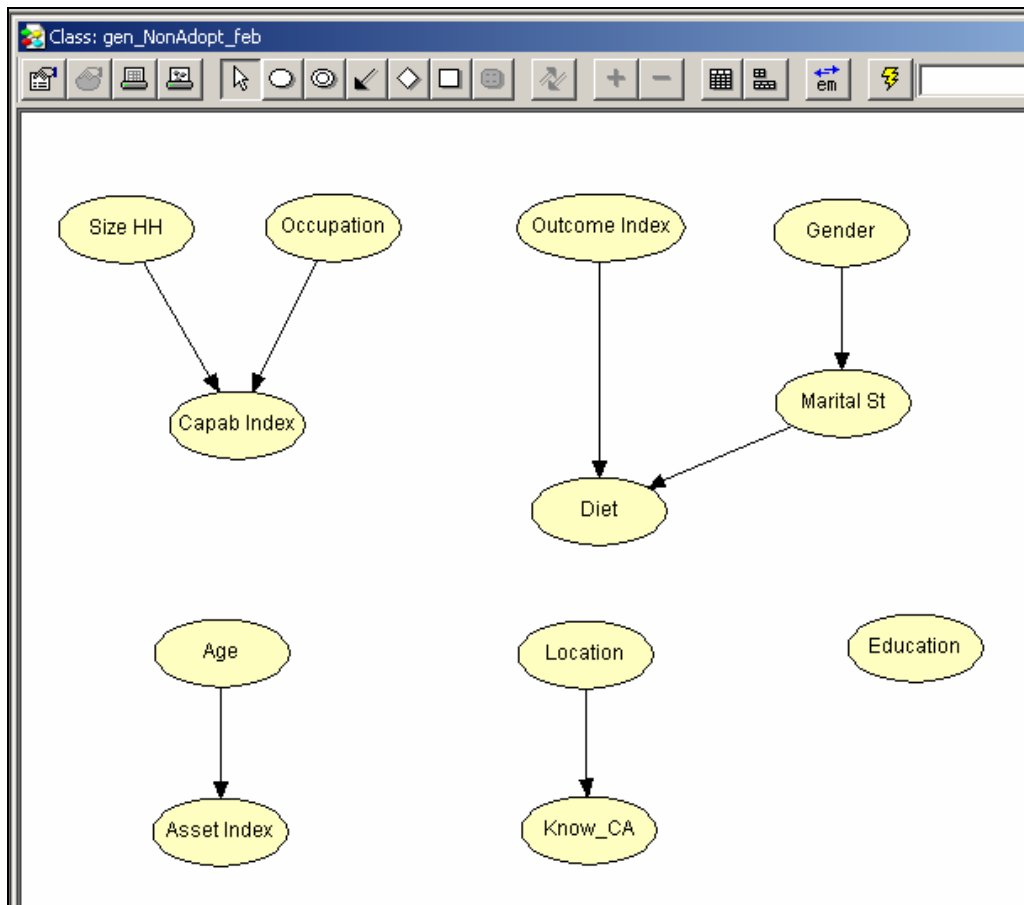 Class: gen_NonAdopt_feb
em
Size HH
Occupation
Outcome Index
Gender
Capab Index
Marital St
Diet
Age
Location
Education
Asset Index
Know_CA